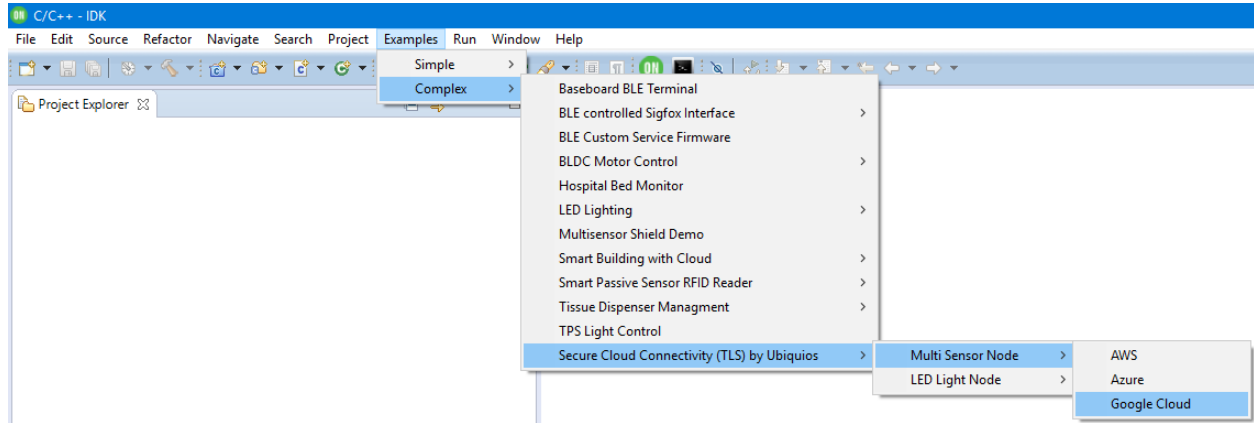 ON C/C++ - IDK
File Edit Source Refactor Navigate Search Project Examples Run Window Help
ON
Simple
Complex
Project Explorer
Baseboard BLE Terminal
BLE controlled Sigfox Interface
BLE Custom Service Firmware
BLDC Motor Control
Hospital Bed Monitor
LED Lighting
Multisensor Shield Demo
Smart Building with Cloud
Smart Passive Sensor RFID Reader
Tissue Dispenser Managment
TPS Light Control
Secure Cloud Connectivity (TLS) by Ubiquios
Multi Sensor Node
LED Light Node
AWS
Azure
Google Cloud